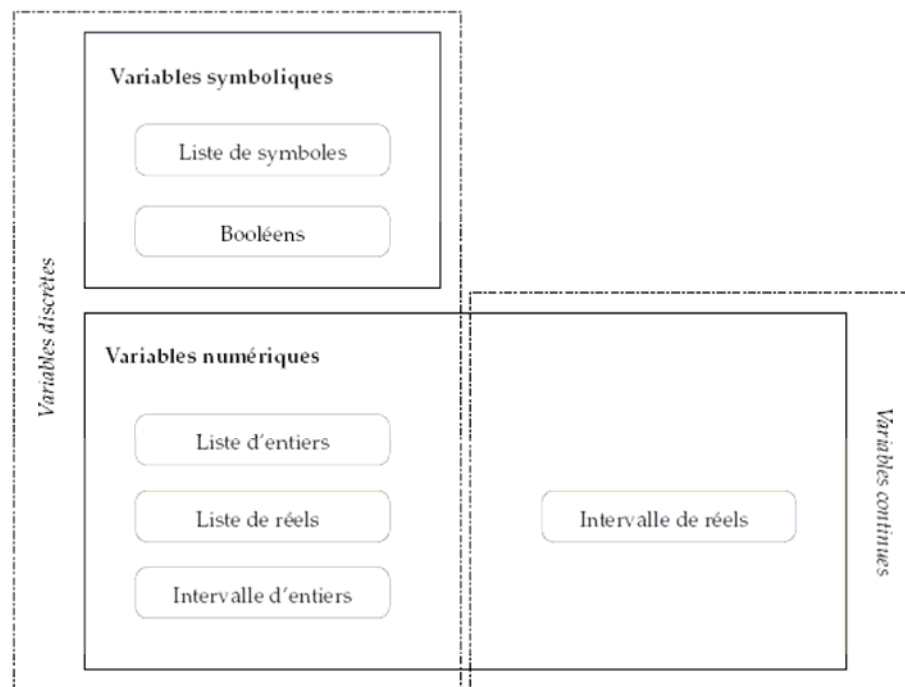 Variables symboliques
Liste de symboles
Booléens
Variables discrètes
Variables numériques
Liste d'entiers
Liste de réels
Intervalle d'entiers
Intervalle de réels
Variables continues